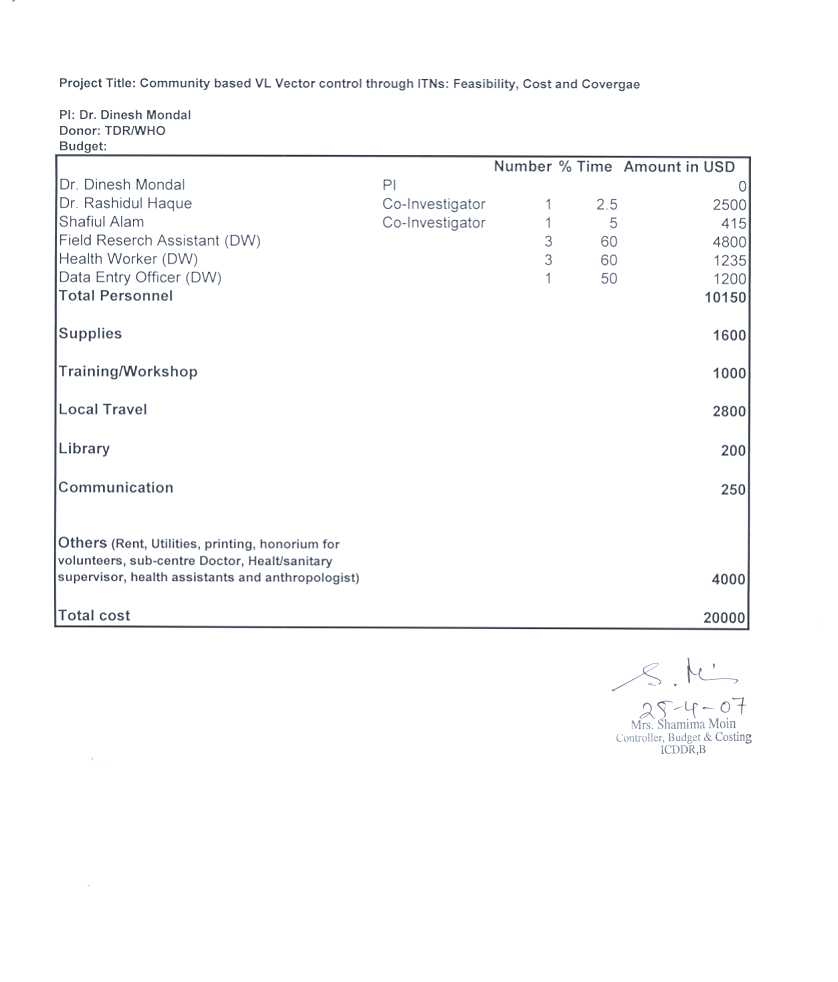 Project Title: Community based VL Vector control through ITNs: Feasibility, Cost and Covergae
PI: Dr. Dinesh Mondal
Donor: TDR/WHO
Budget:
Number % Time Amount in USD
Dr. Dinesh Mondal PI 0
Dr. Rashidul Haque Co-Investigator 1 2.5 2500
Shafiul Alam Co-Investigator 1 5 415
Field Reserch Assistant (DW) 3 60 4800
Health Worker (DW) 3 60 1235
Data Entry Officer (DW) 1 50 1200
Total Personnel 10150
Supplies 1600
Training/Workshop 1000
Local Travel 2800
Library 200
Communication 250
Others (Rent, Utilities, printing, honorium for
volunteers, sub-centre Doctor, Healt/sanitary
supervisor, health assistants and anthropologist) 4000
Total cost 20000
25-4-07
Mrs. Shamima Moin
Controller, Budget & Costing
ICDDR,B